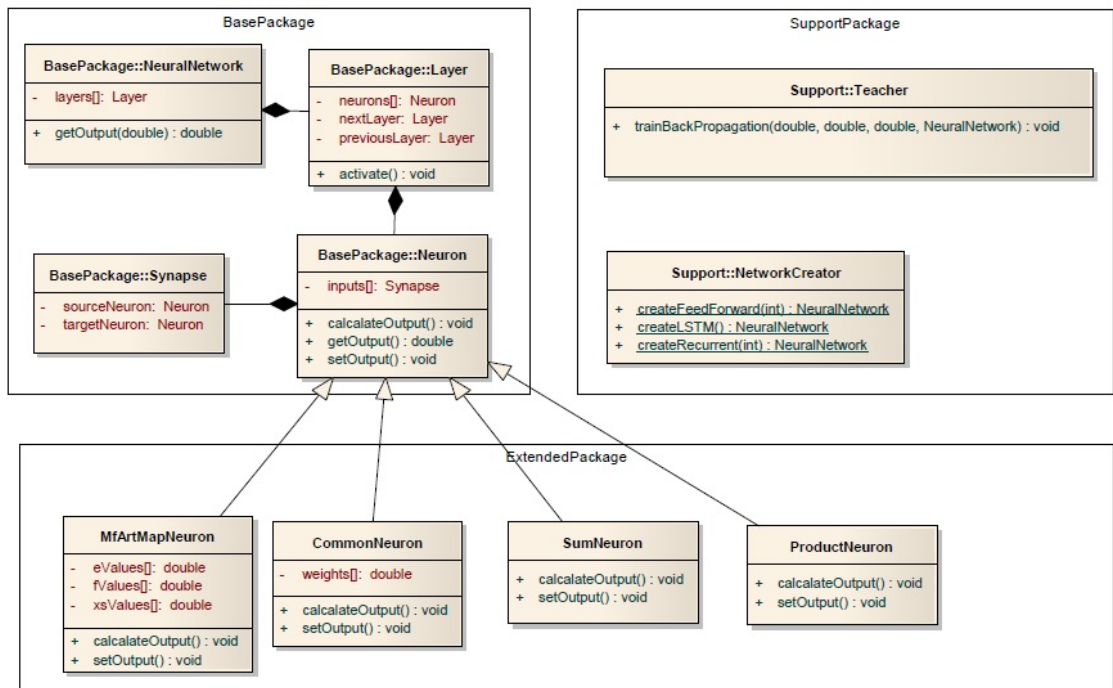 BasePackage
BasePackage::NeuralNetwork
- layers[]: Layer
+ getOutput(double) : double
BasePackage::Layer
- neurons[]: Neuron
- nextLayer: Layer
- previousLayer: Layer
+ activate() : void
BasePackage::Synapse
- sourceNeuron: Neuron
- targetNeuron: Neuron
BasePackage::Neuron
- inputs[]: Synapse
+ calcalateOutput() : void
+ getOutput() : double
+ setOutput() : void
SupportPackage
Support::Teacher
+ trainBackPropagation(double, double, double, NeuralNetwork) : void
Support::NetworkCreator
+ createFeedForward(int) : NeuralNetwork
+ createLSTM() : NeuralNetwork
+ createRecurrent(int) : NeuralNetwork
ExtendedPackage
MfArtMapNeuron
- eValues[]: double
- fValues[]: double
- xsValues[]: double
+ calcalateOutput() : void
+ setOutput() : void
CommonNeuron
- weights[]: double
+ calcalateOutput() : void
+ setOutput() : void
SumNeuron
+ calcalateOutput() : void
+ setOutput() : void
ProductNeuron
+ calcalateOutput() : void
+ setOutput() : void